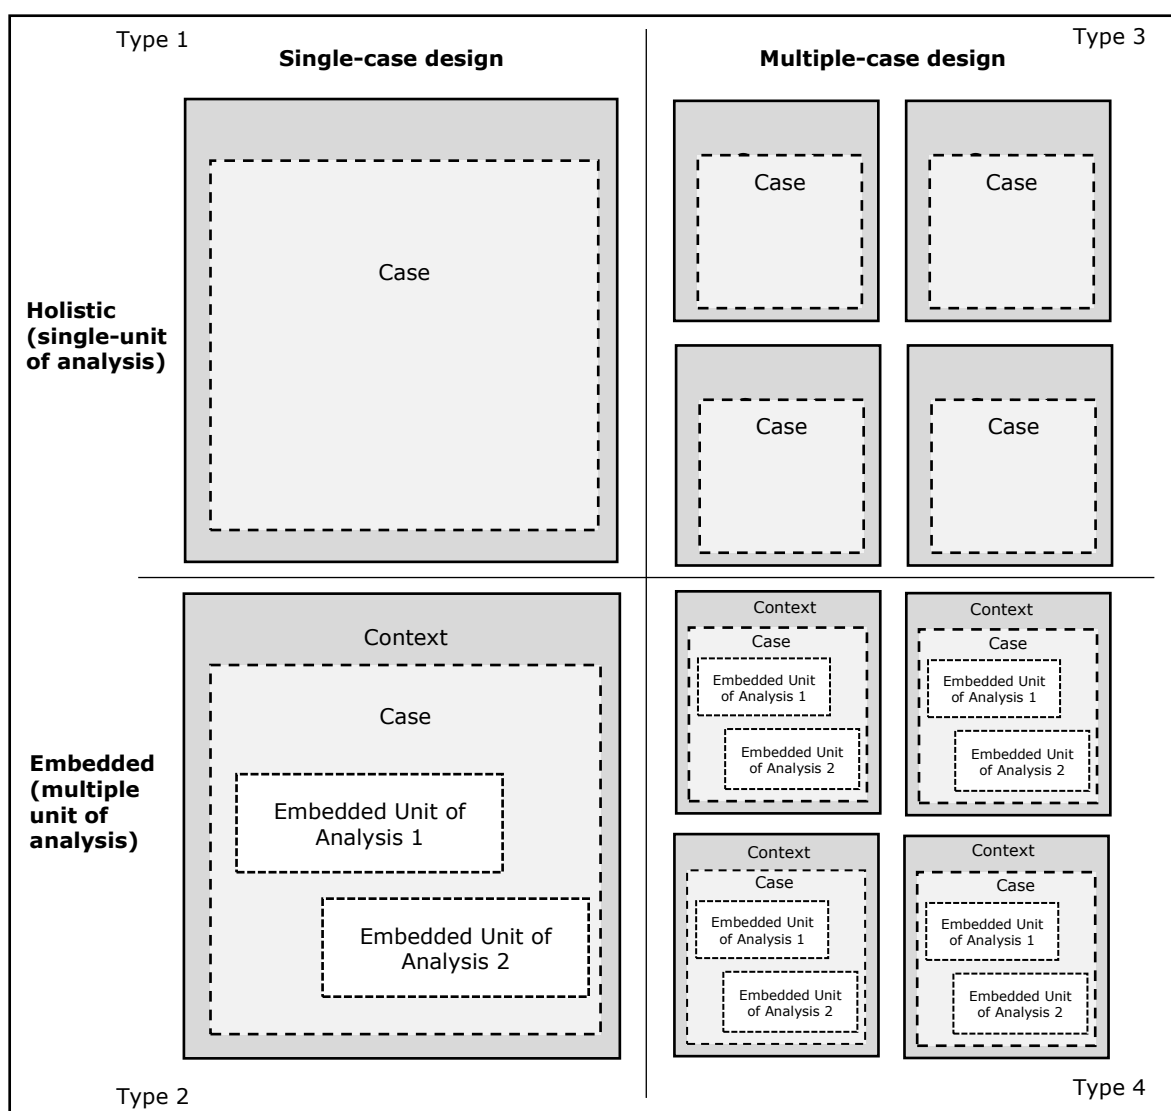 Type 1
Type 3
Single-case design
Multiple-case design
Holistic
(single-unit
of analysis)
Case
Case
Case
Case
Case
Embedded
(multiple
unit of
analysis)
Context
Case
Embedded Unit of
Analysis 1
Embedded Unit of
Analysis 2
Context
Case
Embedded Unit
of Analysis 1
Embedded Unit
of Analysis 2
Context
Case
Embedded Unit
of Analysis 1
Embedded Unit
of Analysis 2
Context
Case
Embedded Unit
of Analysis 1
Embedded Unit
of Analysis 2
Context
Case
Embedded Unit
of Analysis 1
Embedded Unit
of Analysis 2
Type 2
Type 4